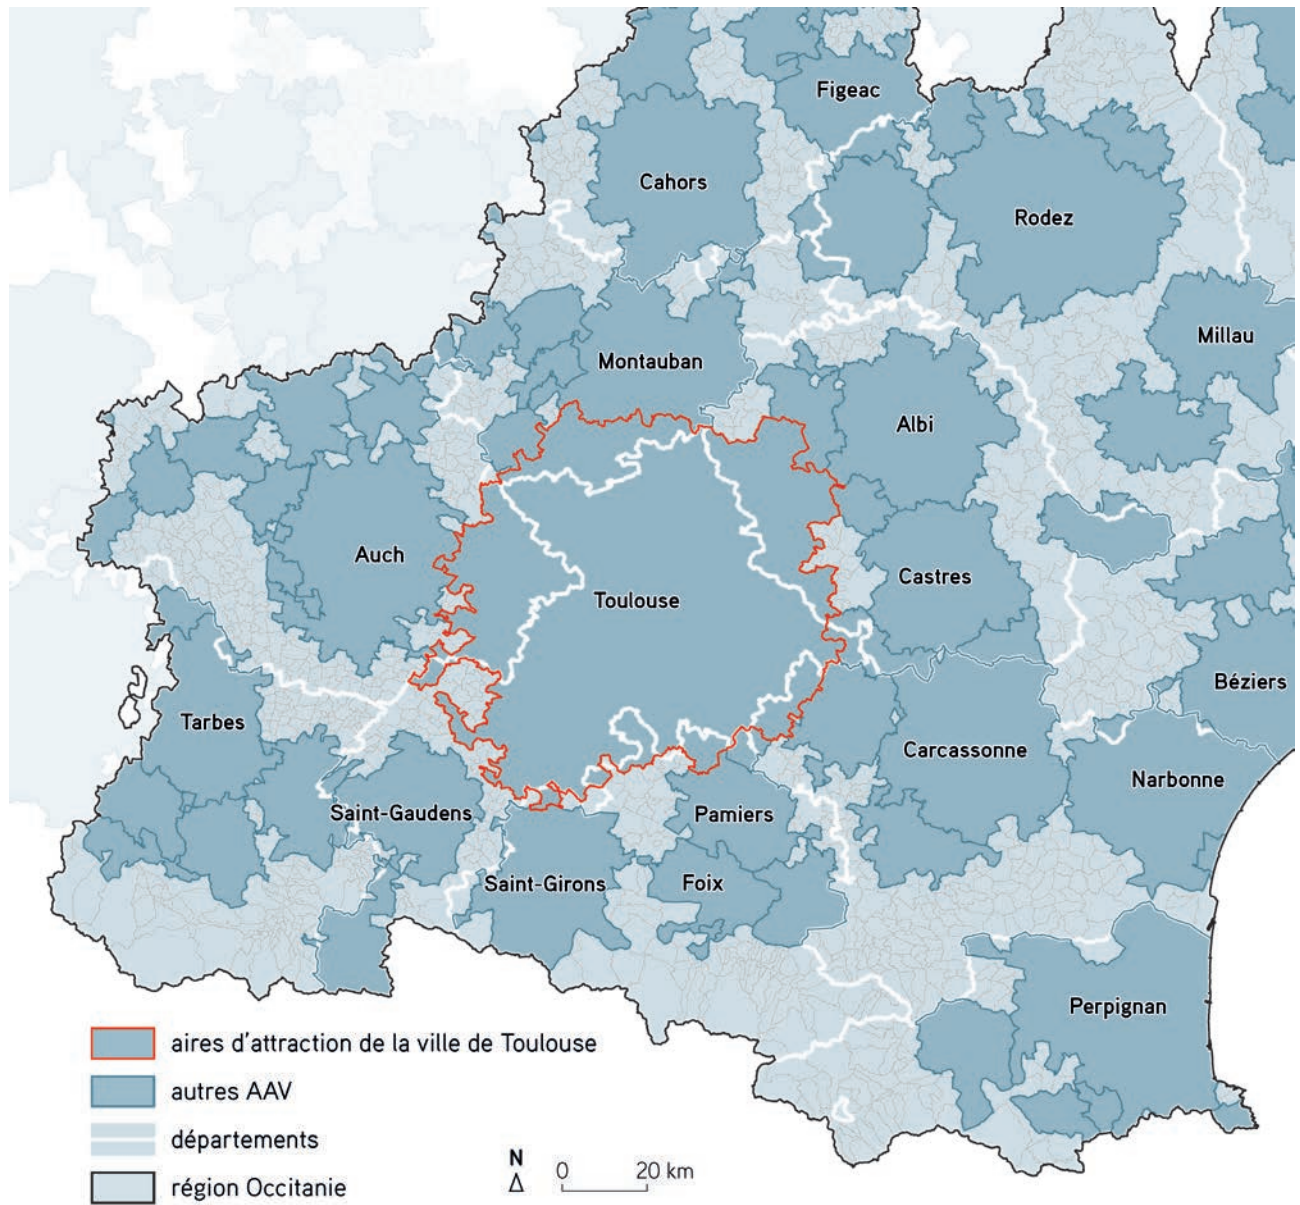 Figeac
Cahors
Rodez
Millau
Montauban
Albi
Auch
Castres
Toulouse
Béziers
Tarbes
Carcassonne
Narbonne
Saint-Gaudens
Pamiers
Saint-Girons
Foix
Perpignan
aires d'attraction de la ville de Toulouse
autres AAV
départements
région Occitanie
N
0 20 km